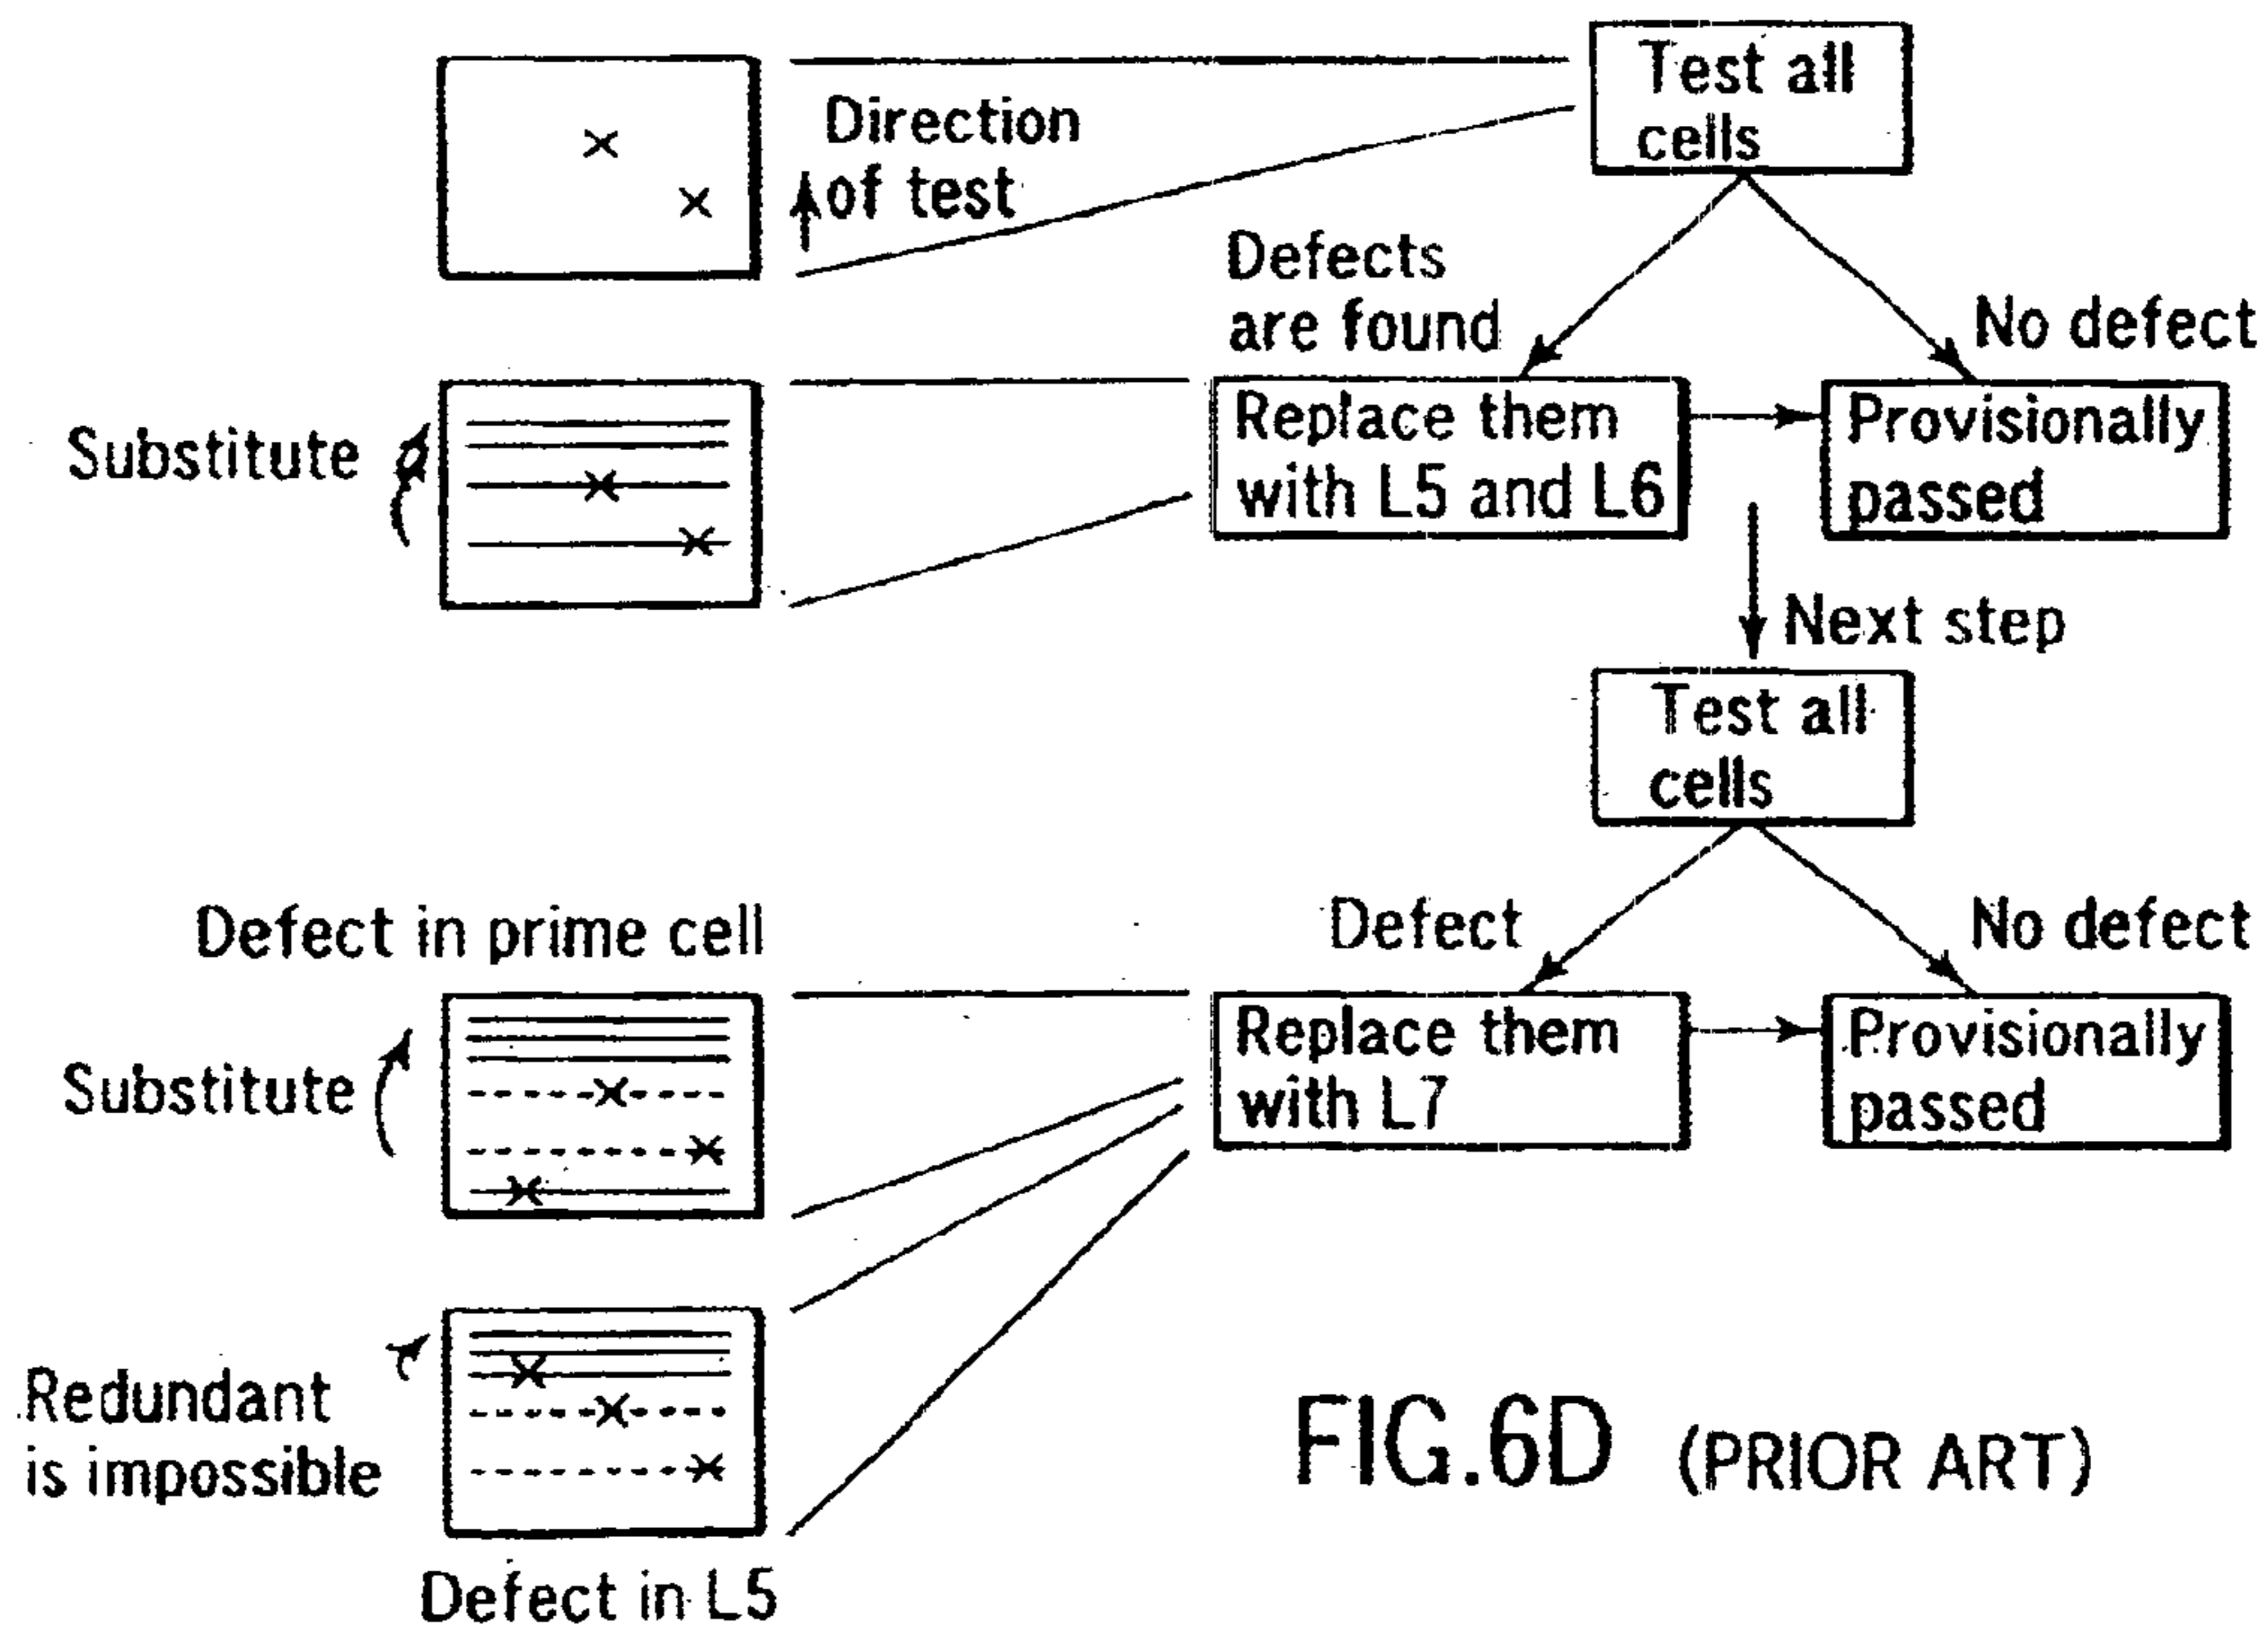 Test all
cells
Direction
of test
Defects
are found
No defect
Substitute
Replace them
with L5 and L6
Provisionally
passed
Next step
Test all
cells
Defect in prime cell
Defect
No defect
Substitute
Replace them
with L7
Provisionally
passed
Redundant
is impossible
Defect in L5
FIG.6D (PRIOR ART)